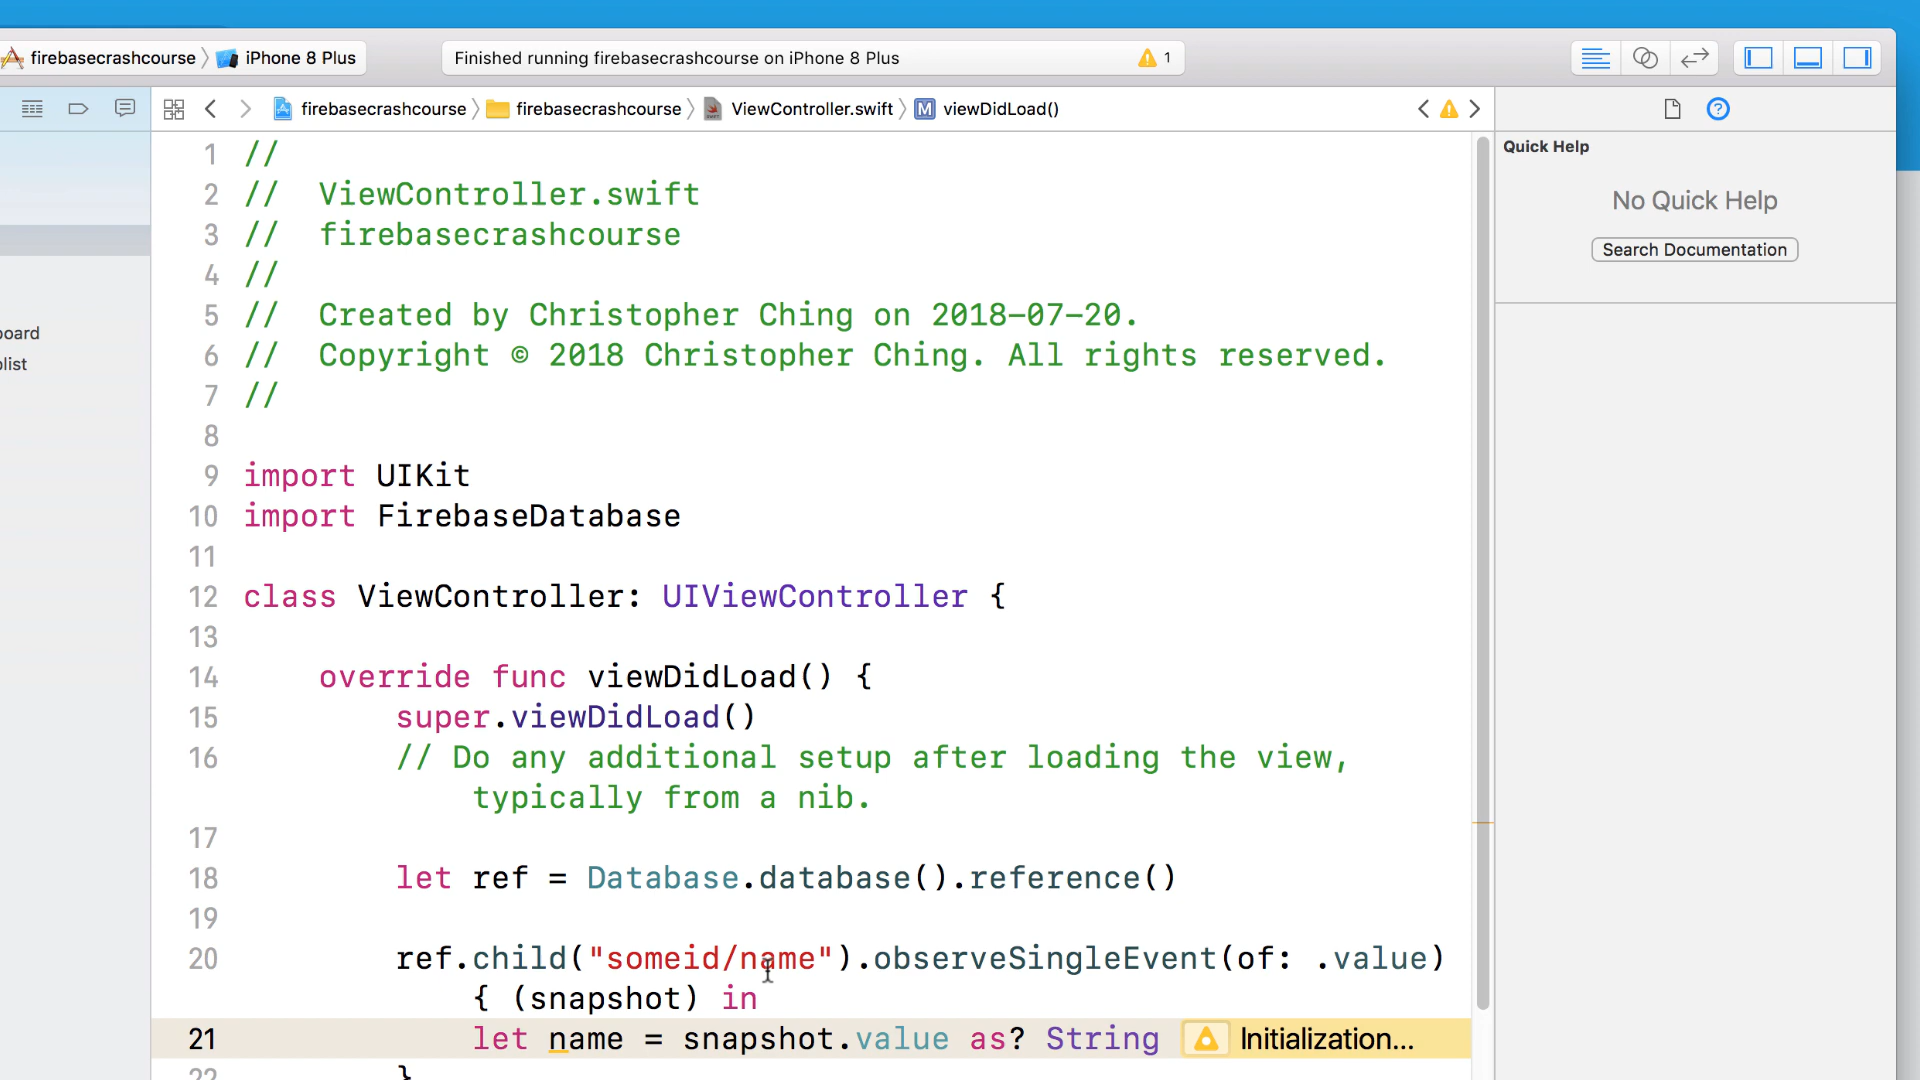 firebasecrashcourse 〉 iPhone 8 Plus
Finished running firebasecrashcourse on iPhone 8 Plus
1
firebasecrashcourse 〉 firebasecrashcourse 〉 ViewController.swift 〉 M viewDidLoad()
Quick Help
No Quick Help
Search Documentation
board
plist
1 //
2 //  ViewController.swift
3 //  firebasecrashcourse
4 //
5 //  Created by Christopher Ching on 2018-07-20.
6 //  Copyright © 2018 Christopher Ching. All rights reserved.
7 //
8
9 import UIKit
10 import FirebaseDatabase
11
12 class ViewController: UIViewController {
13
14     override func viewDidLoad() {
15         super.viewDidLoad()
16         // Do any additional setup after loading the view,
typically from a nib.
17
18         let ref = Database.database().reference()
19
20         ref.child("someid/name").observeSingleEvent(of: .value)
{ (snapshot) in
21             let name = snapshot.value as? String Initialization...
22         }